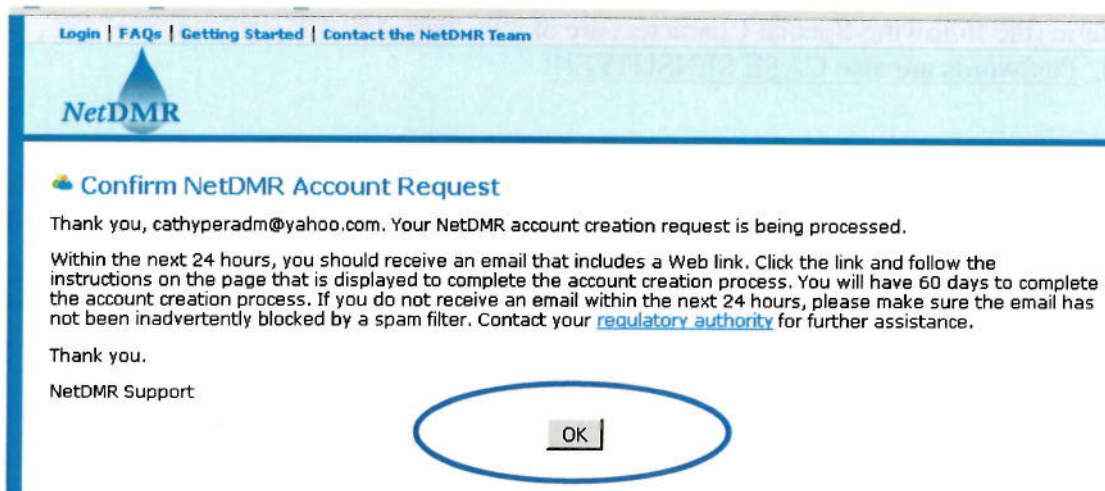 Login | FAQs | Getting Started | Contact the NetDMR Team
NetDMR
Confirm NetDMR Account Request
Thank you, cathyperadm@yahoo.com. Your NetDMR account creation request is being processed.
Within the next 24 hours, you should receive an email that includes a Web link. Click the link and follow the
instructions on the page that is displayed to complete the account creation process. You will have 60 days to complete
the account creation process. If you do not receive an email within the next 24 hours, please make sure the email has
not been inadvertently blocked by a spam filter. Contact your regulatory authority for further assistance.
Thank you.
NetDMR Support
OK